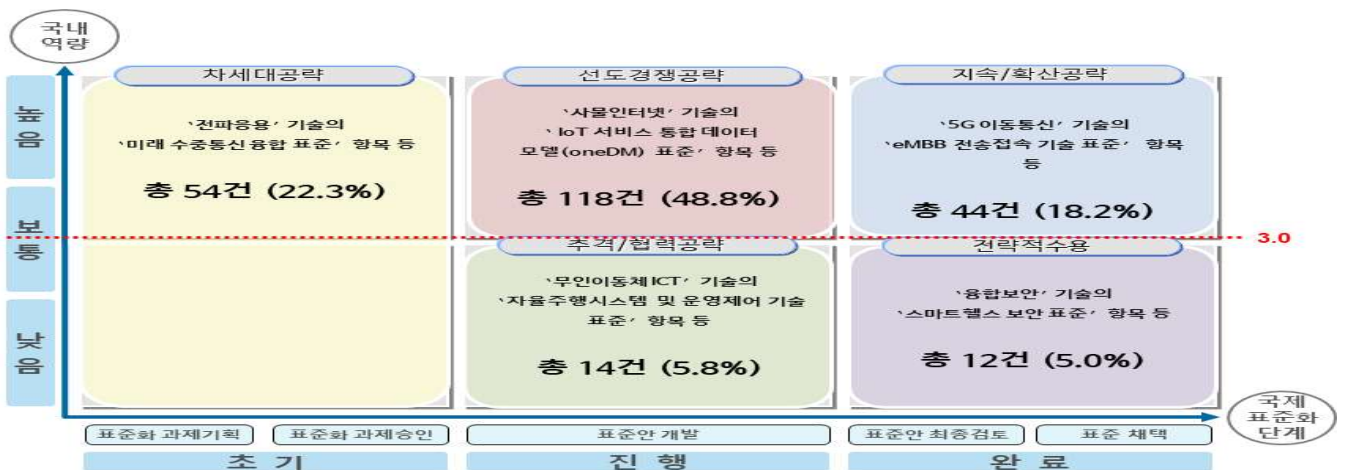 국내
역량
차세대공략
선도경쟁공략
지속/확산공략
높
음
보
통
낮
음
‘전파응용’ 기술의
‘미래 수중통신 융합 표준’ 항목 등
총 54건 (22.3%)
‘사물인터넷’ 기술의
‘IoT 서비스 통합 데이터
모델(oneDM) 표준’ 항목 등
총 118건 (48.8%)
‘5G 이동통신’ 기술의
‘eMBB 전송접속 기술 표준’ 항목
등
총 44건 (18.2%)
3.0
추격/협력공략
전략적수용
‘무인이동체 ICT’ 기술의
‘자율주행시스템 및 운영제어 기술
표준’ 항목 등
총 14건 (5.8%)
‘융합보안’ 기술의
‘스마트헬스 보안 표준’ 항목 등
총 12건 (5.0%)
국제
표준화
단계
표준화 과제기획
표준화 과제승인
표준안 개발
표준안 최종검토
표준 채택
초 기
진 행
완 료